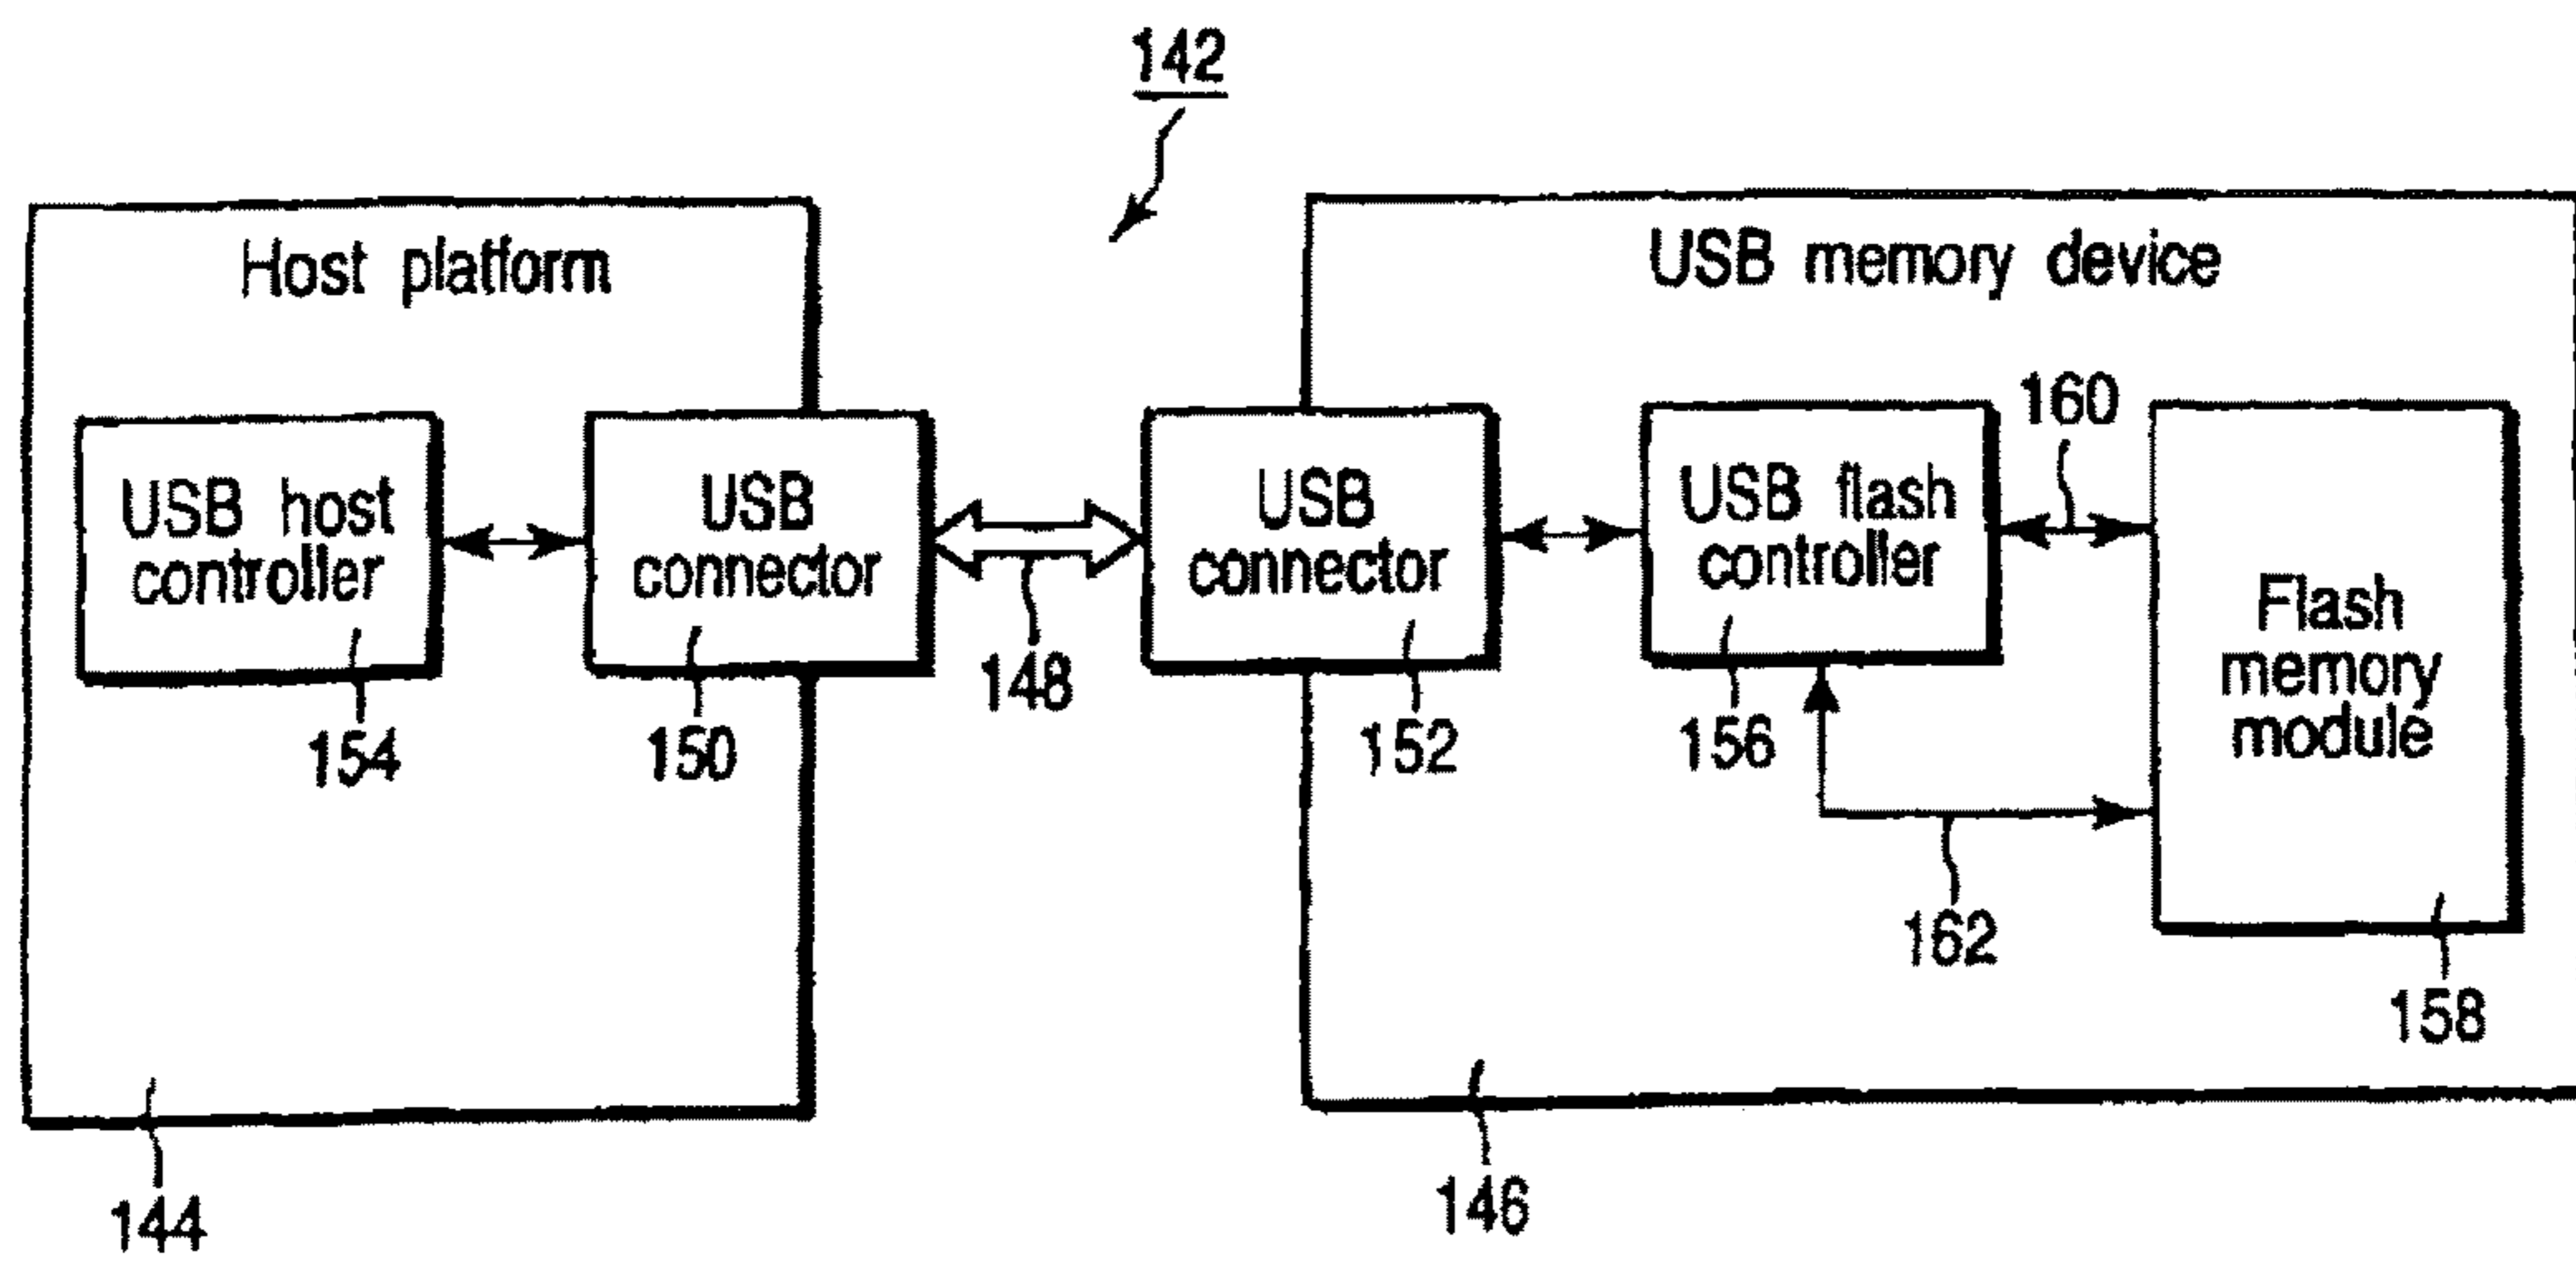 142
Host platform
USB memory device
USB host
controller
USB
connector
USB
connector
USB flash
controller
160
Flash
memory
module
148
154
150
152
156
162
158
144
146